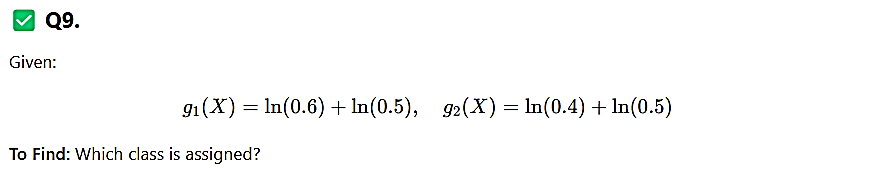 ✅ Q9.
Given:
g₁(X) = ln(0.6) + ln(0.5), g₂(X) = ln(0.4) + ln(0.5)
To Find: Which class is assigned?